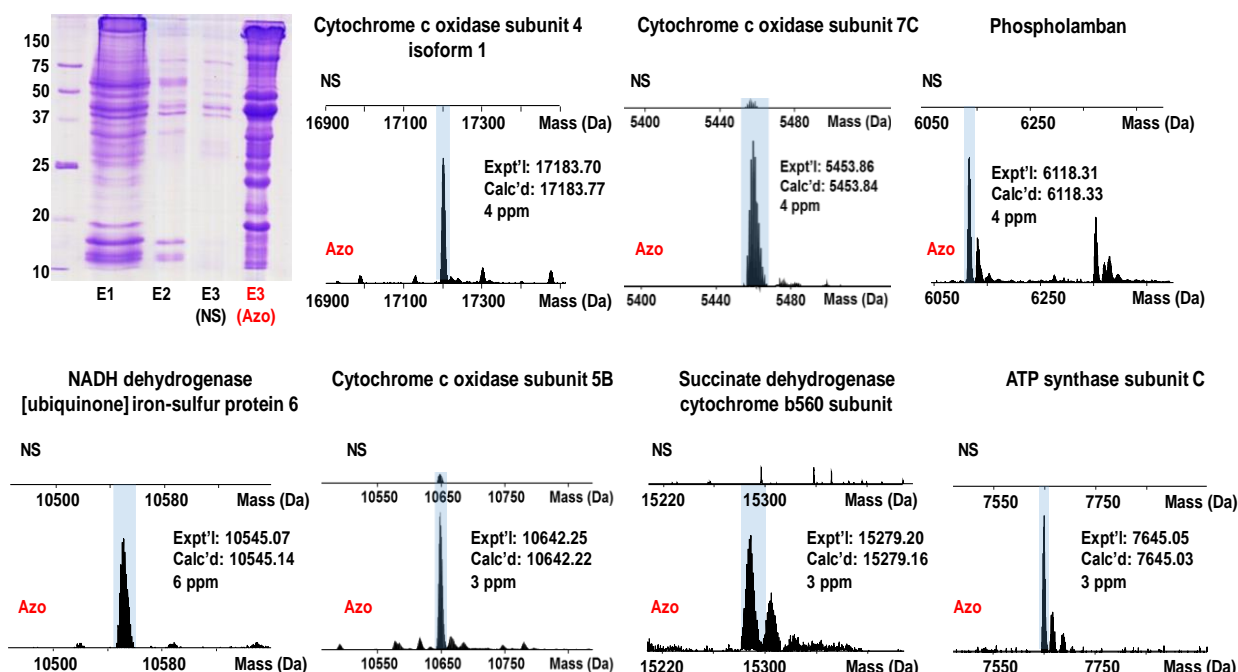 150
75
50
37
25
20
10
E1 E2 E3 E3
(NS) (Azo)
Cytochrome c oxidase subunit 4
isoform 1
NS
16900 17100 17300 Mass (Da)
Expt'l: 17183.70
Calc'd: 17183.77
4 ppm
Azo
16900 17100 17300 Mass (Da)
Cytochrome c oxidase subunit 7C
NS
5400 5440 5480 Mass (Da)
Expt'l: 5453.86
Calc'd: 5453.84
4 ppm
Azo
5400 5440 5480 Mass (Da)
Phospholamban
NS
6050 6250 Mass (Da)
Expt'l: 6118.31
Calc'd: 6118.33
4 ppm
Azo
6050 6250 Mass (Da)
NADH dehydrogenase
[ubiquinone] iron-sulfur protein 6
NS
10500 10580 Mass (Da)
Expt'l: 10545.07
Calc'd: 10545.14
6 ppm
Azo
10500 10580 Mass (Da)
Cytochrome c oxidase subunit 5B
NS
10550 10650 10750 Mass (Da)
Expt'l: 10642.25
Calc'd: 10642.22
3 ppm
Azo
10550 10650 10750 Mass (Da)
Succinate dehydrogenase
cytochrome b560 subunit
NS
15220 15300 Mass (Da)
Expt'l: 15279.20
Calc'd: 15279.16
3 ppm
Azo
15220 15300 Mass (Da)
ATP synthase subunit C
NS
7550 7750 Mass (Da)
Expt'l: 7645.05
Calc'd: 7645.03
3 ppm
Azo
7550 7750 Mass (Da)